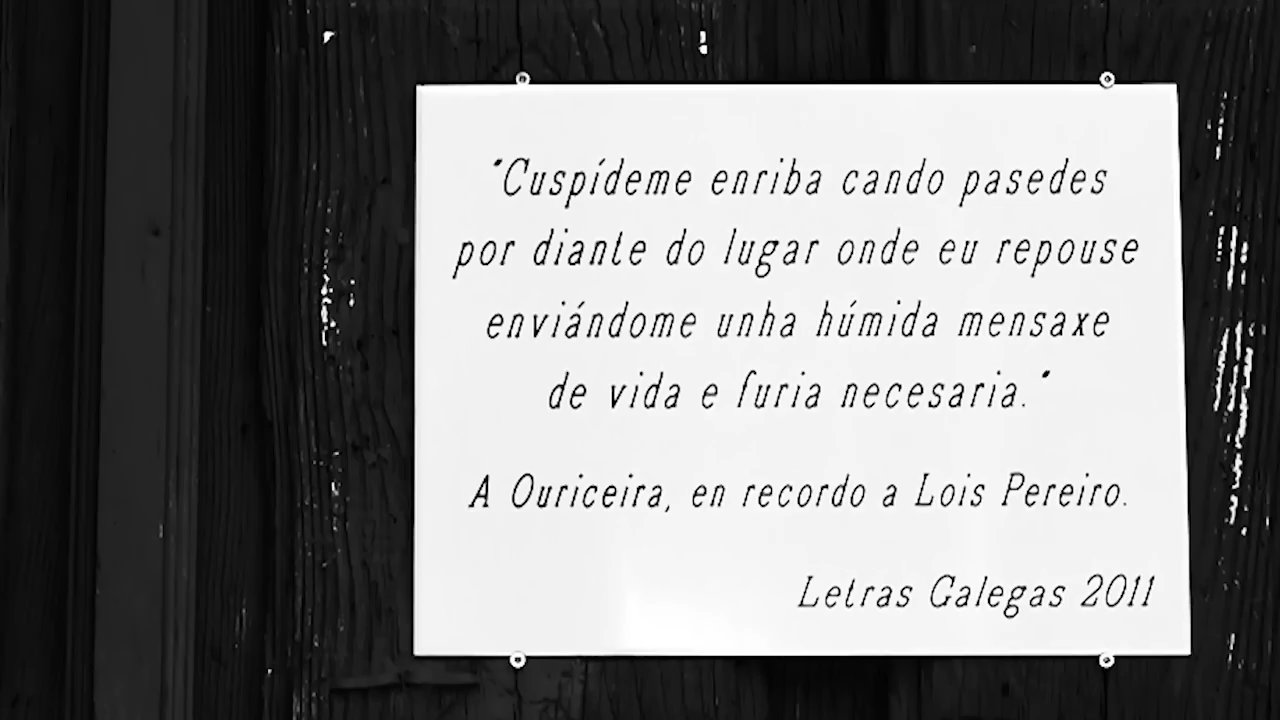 "Cuspídeme enriba cando pasedes
por diante do lugar onde eu repouse
enviándome unha húmida mensaxe
de vida e furia necesaria."
A Ouriceira, en recordo a Lois Pereiro.
Letras Galegas 2011